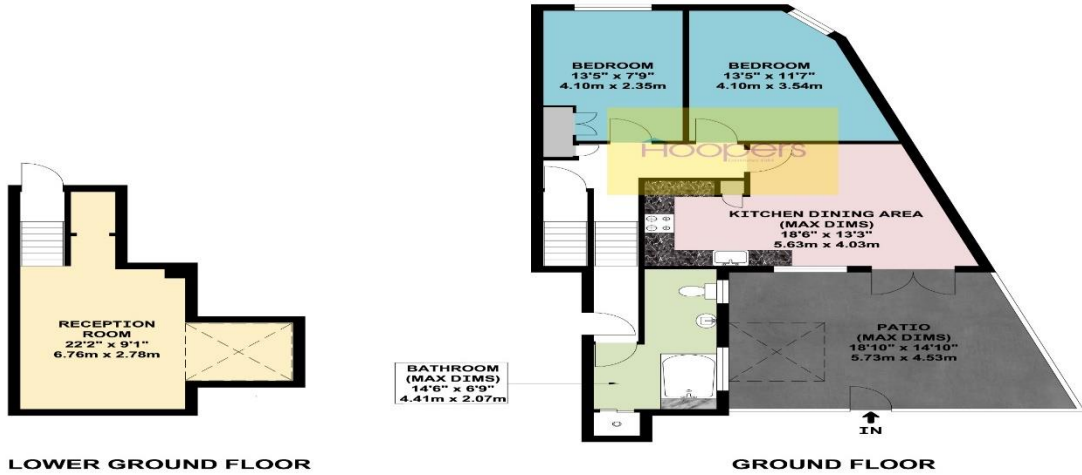 BEDROOM
13'5" x 7'9"
4.10m x 2.35m
BEDROOM
13'5" x 11'7"
4.10m x 3.54m
Hoopers
KITCHEN DINING AREA
(MAX DIMS)
18'6" x 13'3"
5.63m x 4.03m
RECEPTION
ROOM
22'2" x 9'1"
6.76m x 2.78m
PATIO
(MAX DIMS)
18'10" x 14'10"
5.73m x 4.53m
BATHROOM
(MAX DIMS)
14'6" x 6'9"
4.41m x 2.07m
IN
LOWER GROUND FLOOR
GROUND FLOOR